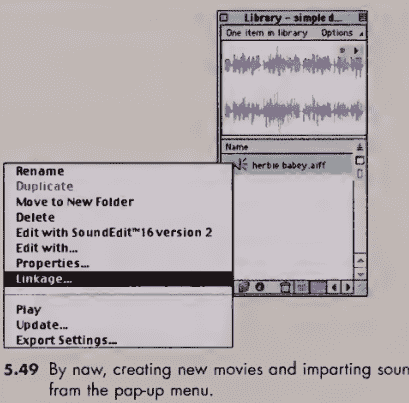 Library – simple d...
One item in library Options
Name
herbie babey.aiff
Rename
Duplicate
Move to New Folder
Delete
Edit with SoundEdit™16 version 2
Edit with...
Properties...
Linkage...
Play
Update...
Export Settings...
5.49 By naw, creating new movies and imparting soun
fram the pap-up menu.